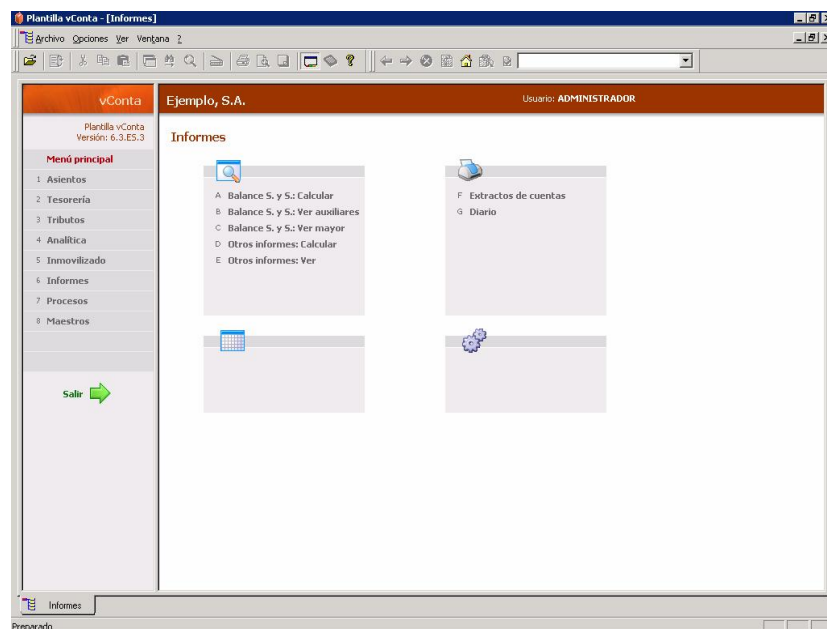 Plantilla vConta - [Informes]
Archivo Opciones Ver Ventana ?
vConta
Ejemplo, S.A.
Usuario: ADMINISTRADOR
Plantilla vConta
Versión: 6.3.ES.3
Informes
Menú principal
1 Asientos
2 Tesorería
3 Tributos
4 Analítica
5 Inmovilizado
6 Informes
7 Procesos
8 Maestros
Salir
A Balance S. y S.: Calcular
B Balance S. y S.: Ver auxiliares
C Balance S. y S.: Ver mayor
D Otros informes: Calcular
E Otros informes: Ver
F Extractos de cuentas
G Diario
Informes
Preparado